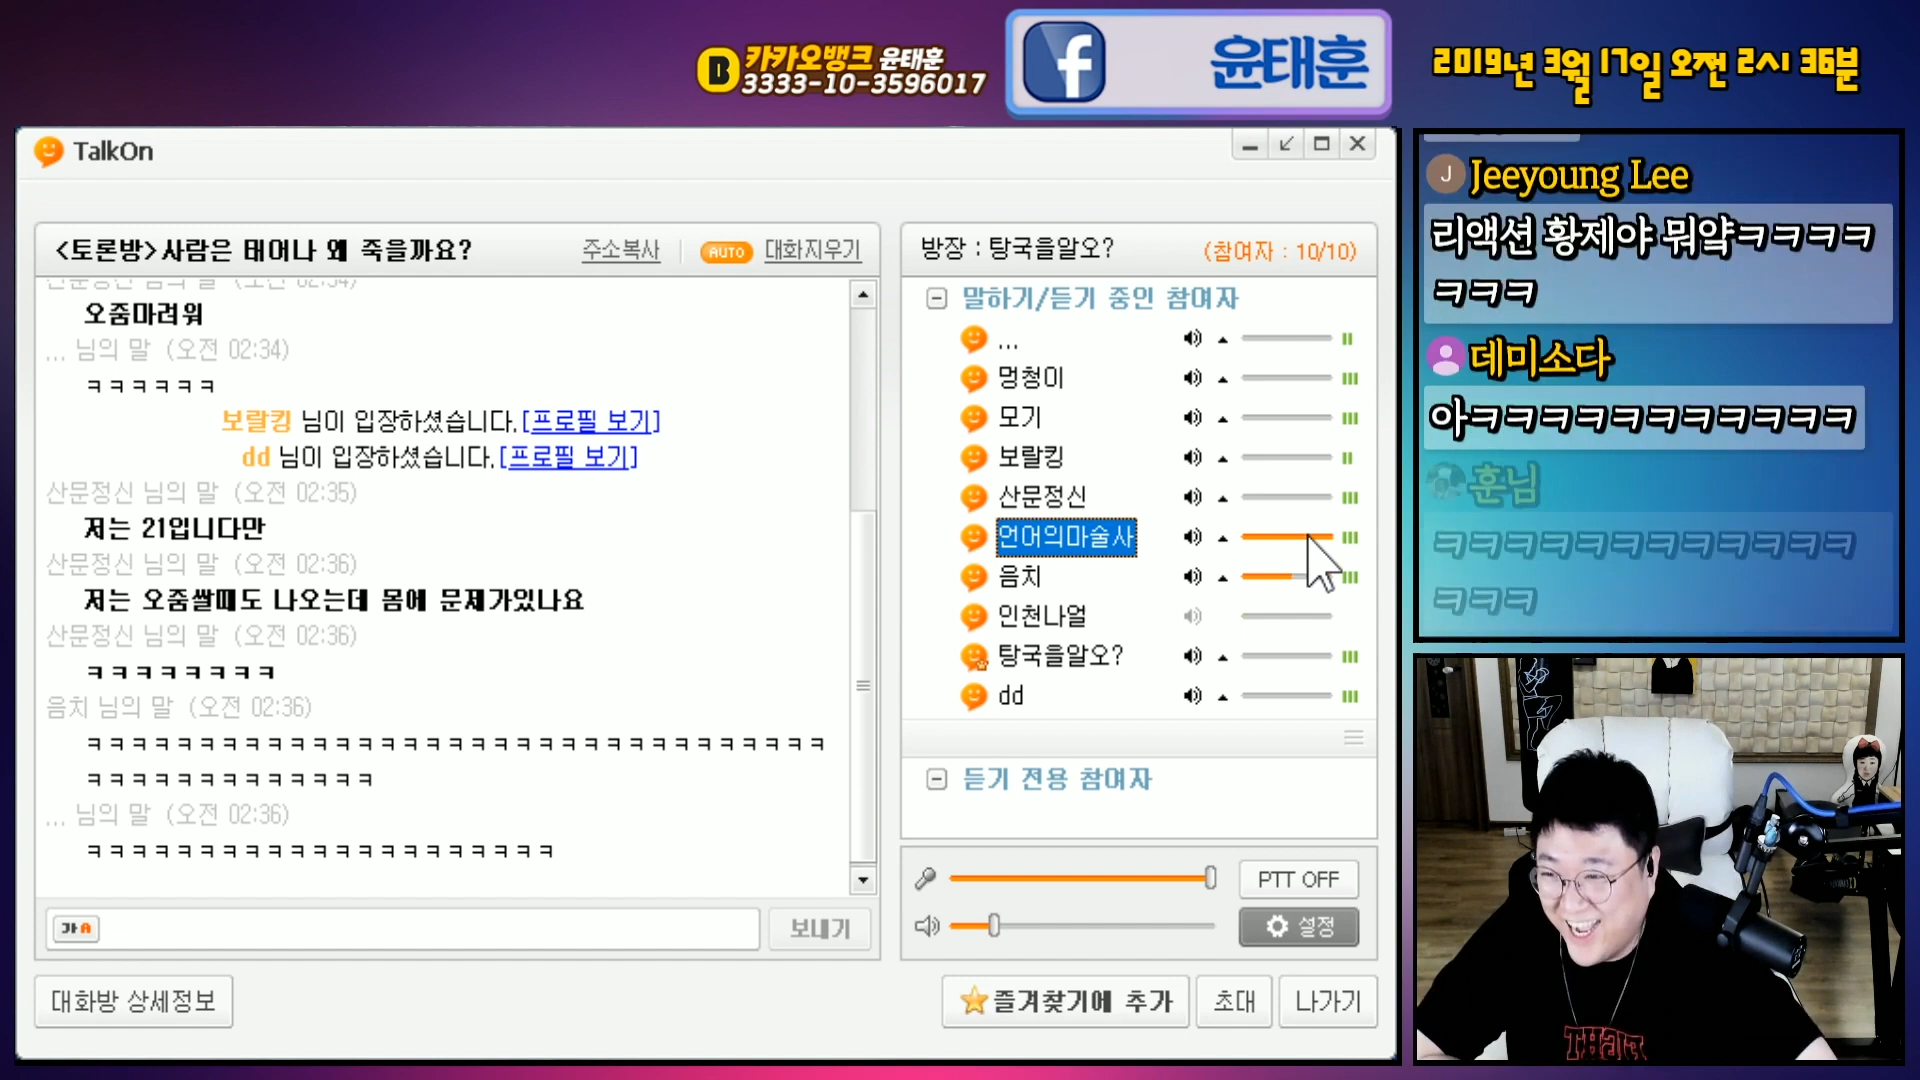 카카오뱅크 윤태훈
3333-10-3596017
윤태훈
2019년 3월 17일 오전 2시 36분
TalkOn
<토론방>사람은 태어나 왜 죽을까요?
주소복사
AUTO
대화지우기
오줌마려워
... 님의 말 (오전 02:34)
ㅋㅋㅋㅋㅋㅋ
보랄킹 님이 입장하셨습니다.[프로필 보기]
dd 님이 입장하셨습니다.[프로필 보기]
산문정신 님의 말 (오전 02:35)
저는 21입니다만
산문정신 님의 말 (오전 02:36)
저는 오줌쌀때도 나오는데 몸에 문제가있나요
산문정신 님의 말 (오전 02:36)
ㅋㅋㅋㅋㅋㅋㅋㅋ
음치 님의 말 (오전 02:36)
ㅋㅋㅋㅋㅋㅋㅋㅋㅋㅋㅋㅋㅋㅋㅋㅋㅋㅋㅋㅋㅋㅋㅋㅋㅋㅋ
ㅋㅋㅋㅋㅋㅋㅋㅋㅋㅋㅋ
... 님의 말 (오전 02:36)
ㅋㅋㅋㅋㅋㅋㅋㅋㅋㅋㅋㅋㅋㅋㅋㅋㅋ
가A
보내기
대화방 상세정보
방장 : 탕국을알오?
(참여자 : 10/10)
말하기/듣기 중인 참여자
...
멍청이
모기
보랄킹
산문정신
언어의마술사
음치
인천나얼
탕국을알오?
dd
듣기 전용 참여자
PTT OFF
설정
즐겨찾기에 추가
초대
나가기
J
Jeeyoung Lee
리액션 황제야 뭐얔ㅋㅋㅋㅋ
ㅋㅋㅋ
데미소다
아ㅋㅋㅋㅋㅋㅋㅋㅋㅋㅋㅋ
훈님
ㅋㅋㅋㅋㅋㅋㅋㅋㅋㅋㅋㅋ
ㅋㅋㅋ